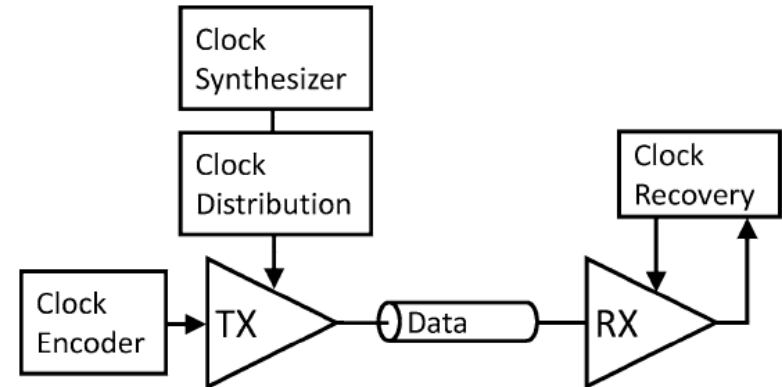 Clock
Synthesizer
Clock
Distribution
Clock
Recovery
Clock
Encoder
TX
Data
RX